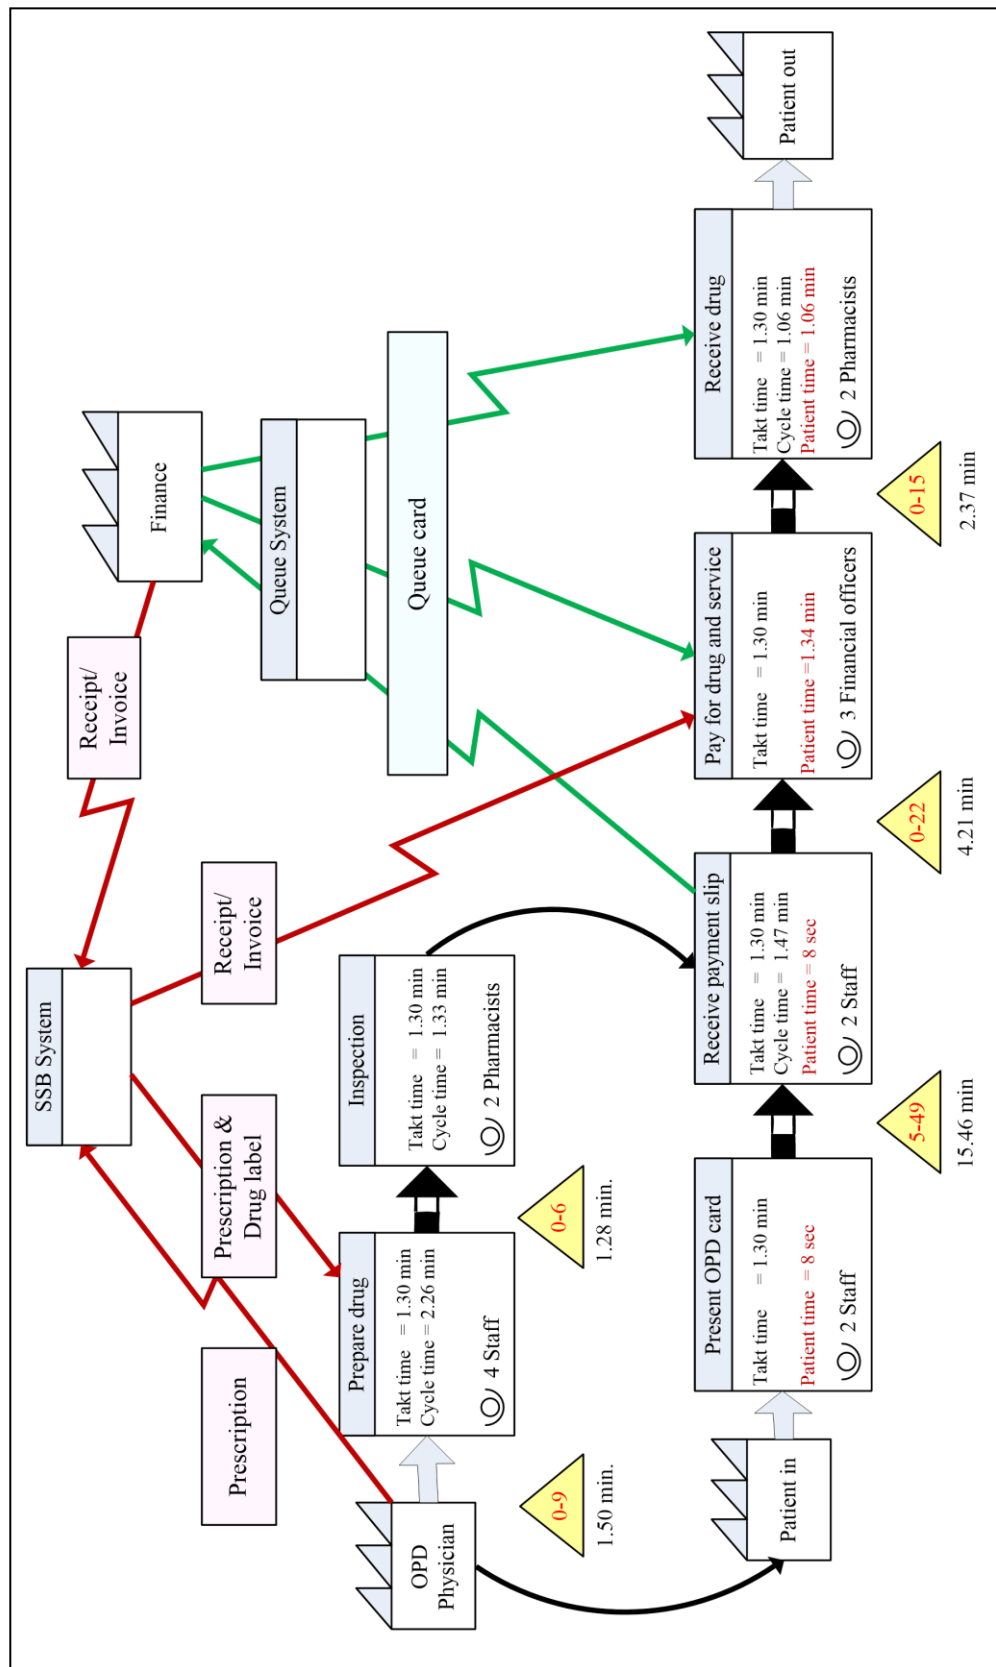 SSB System
Receipt/
Invoice
Finance
Prescription
Prescription &
Drug label
Receipt/
Invoice
Queue System
Queue card
OPD
Physician
Prepare drug
Takt time = 1.30 min
Cycle time = 2.26 min
4 Staff
Inspection
Takt time = 1.30 min
Cycle time = 1.33 min
2 Pharmacists
0-9
1.50 min.
0-6
1.28 min.
Patient in
Present OPD card
Takt time = 1.30 min
Patient time = 8 sec
2 Staff
Receive payment slip
Takt time = 1.30 min
Cycle time = 1.47 min
Patient time = 8 sec
2 Staff
Pay for drug and service
Takt time = 1.30 min
Patient time =1.34 min
3 Financial officers
Receive drug
Takt time = 1.30 min
Cycle time = 1.06 min
Patient time = 1.06 min
2 Pharmacists
Patient out
5-49
15.46 min
0-22
4.21 min
0-15
2.37 min